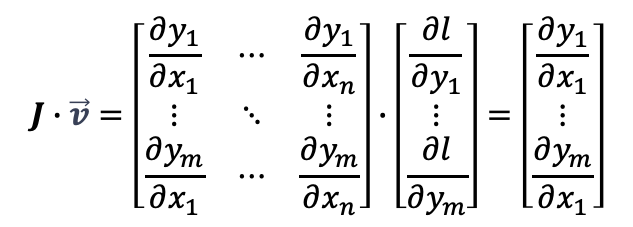 J · v⃗ = [∂y₁/∂x₁ ⋯ ∂y₁/∂xₙ ; ⋮ ⋱ ⋮ ; ∂yₘ/∂x₁ ⋯ ∂yₘ/∂xₙ] · [∂l/∂y₁ ; ⋮ ; ∂l/∂yₘ] = [∂y₁/∂x₁ ; ⋮ ; ∂yₘ/∂x₁]